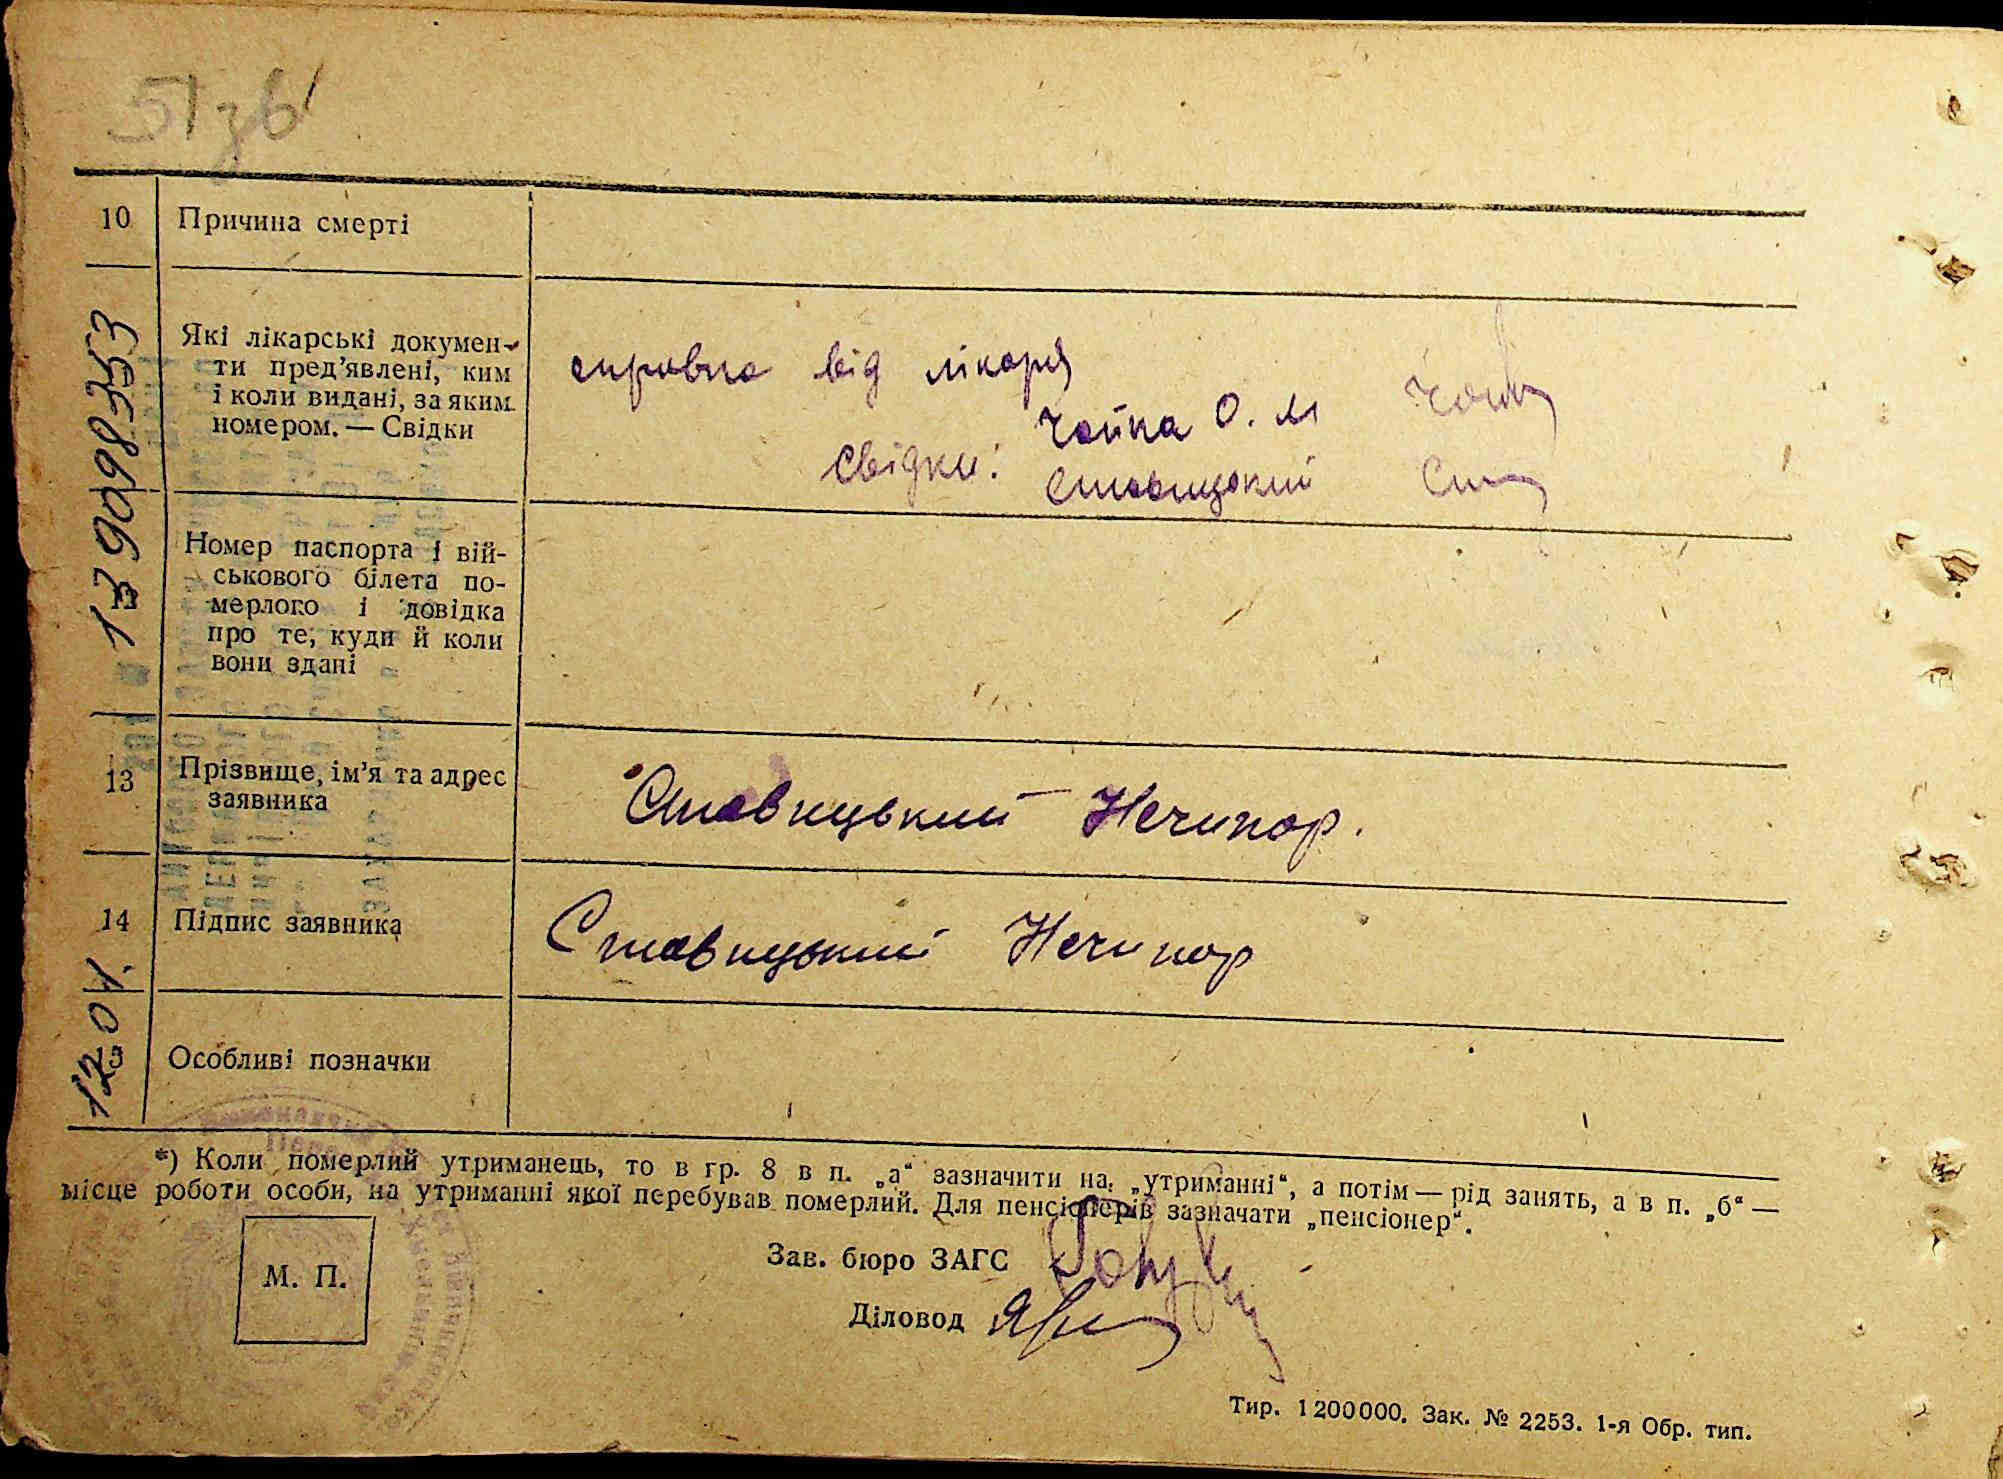 51зв
10 Причина смерті
Які лікарські докумен-
ти пред’явлені, ким
і коли видані, за яким
номером. — Свідки
справка від лікаря
Чайка О. М
Свідки: Ставицький
Номер паспорта і вій-
ськового білета по-
мерлого і довідка
про те, куди й коли
вони здані
13 Прізвище, ім’я та адрес
заявника
Ставицький Нечипор.
14 Підпис заявника
Ставицький Нечипор
Особливі позначки
139098353
12.01.
*) Коли померлий утриманець, то в гр. 8 в п. „а“ зазначити на „утриманні“, а потім — рід занять, а в п. „б“ —
місце роботи особи, на утриманні якої перебував померлий. Для пенсіонерів зазначати „пенсіонер“.
М. П.
Зав. бюро ЗАГС
Діловод
Тир. 1200000. Зак. № 2253. 1-я Обр. тип.